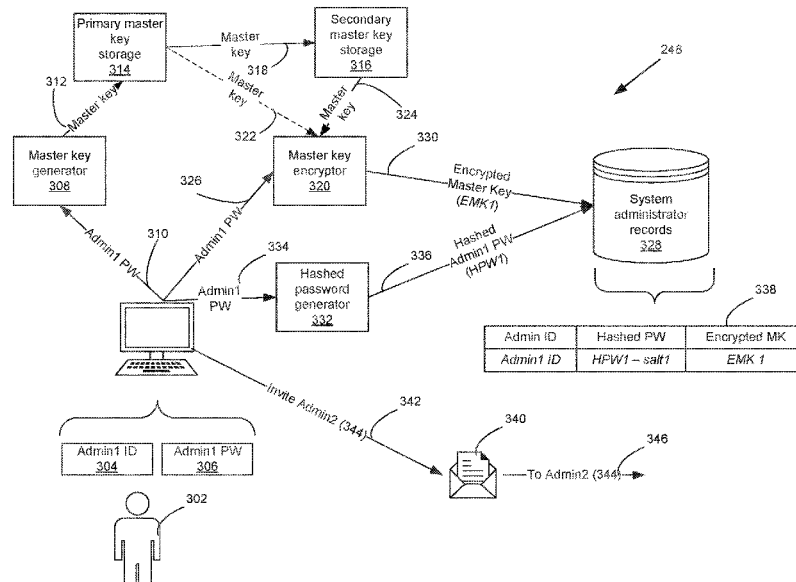 Primary master
key
storage
314
Secondary
master key
storage
316
Master
key
318
312
Master key
Master
key
322
Master
key
324
248
Master key
generator
308
Master key
encryptor
320
326
330
Encrypted
Master Key
(EMK1)
System
administrator
records
328
Admin1 PW
310
Admin1 PW
334
Admin1
PW
Hashed
password
generator
332
336
Hashed
Admin1 PW
(HPW1)
338
Admin ID Hashed PW Encrypted MK
Admin1 ID HPW1 – salt1 EMK 1
Invite Admin2 (344)
342
340
346
To Admin2 (344)
Admin1 ID
304
Admin1 PW
306
302